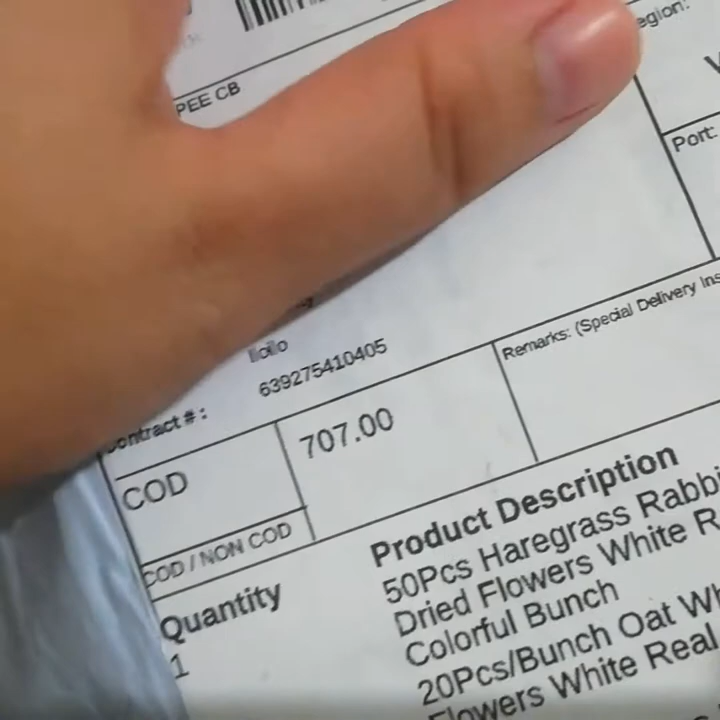 PEE CB
egion:
Port:
Iloilo
639275410405
Contract #:
Remarks: (Special Delivery Ins
COD
707.00
COD / NON COD
Product Description
Quantity
50Pcs Haregrass Rabbi
Dried Flowers White R
Colorful Bunch
1
20Pcs/Bunch Oat Wh
Flowers White Real